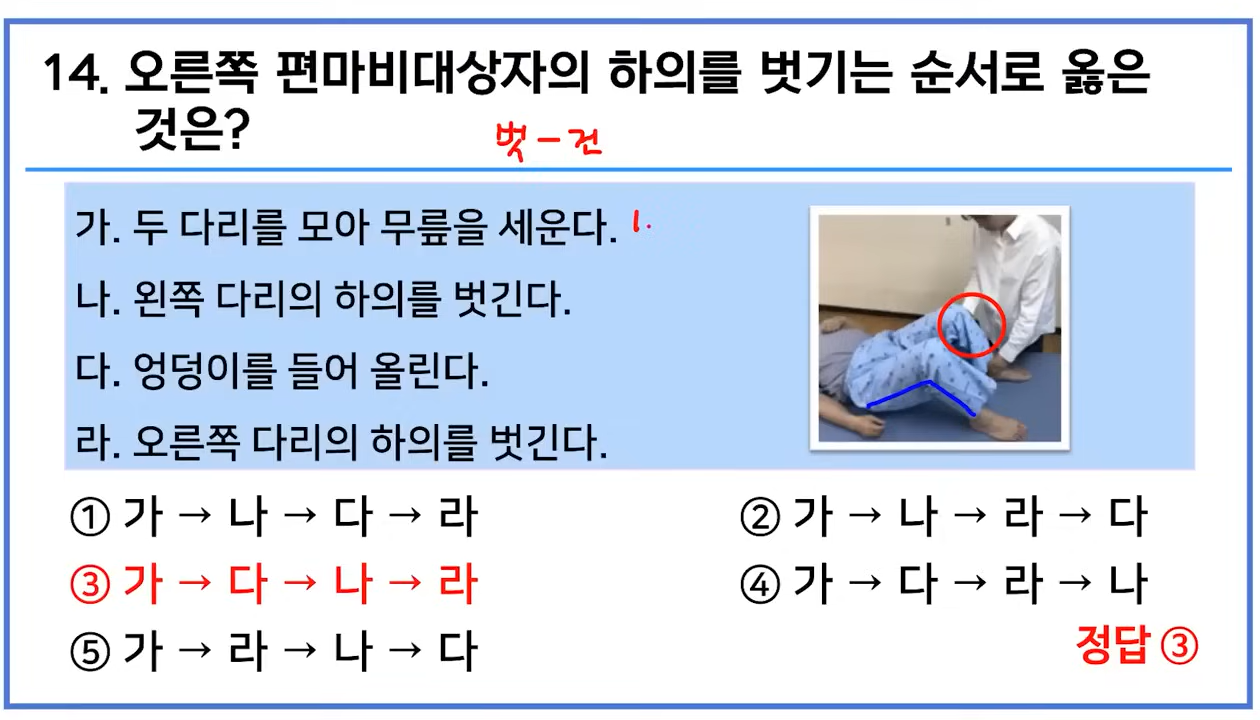 14. 오른쪽 편마비대상자의 하의를 벗기는 순서로 옳은
것은?
벗-건
가. 두 다리를 모아 무릎을 세운다. 1.
나. 왼쪽 다리의 하의를 벗긴다.
다. 엉덩이를 들어 올린다.
라. 오른쪽 다리의 하의를 벗긴다.
① 가 → 나 → 다 → 라
② 가 → 나 → 라 → 다
③ 가 → 다 → 나 → 라
④ 가 → 다 → 라 → 나
⑤ 가 → 라 → 나 → 다
정답 ③